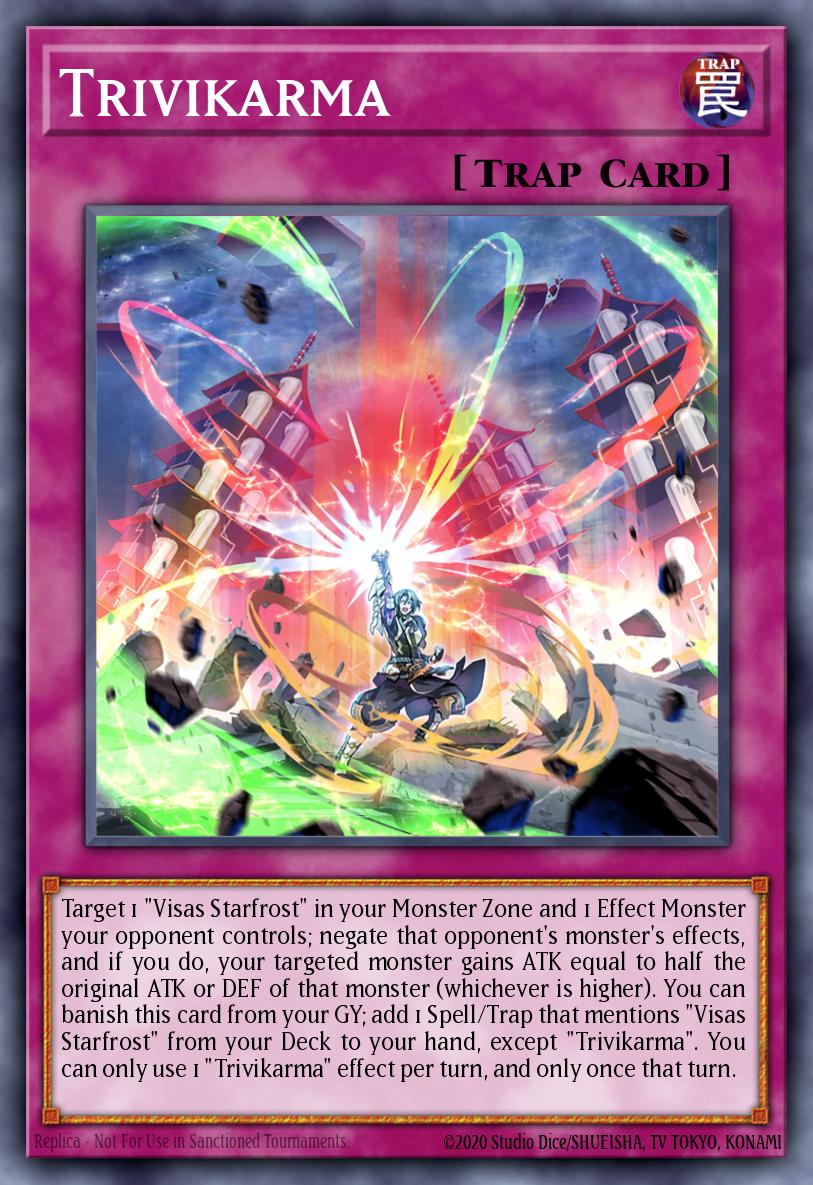 Trivikarma
TRAP
罠
[Trap Card]
Target 1 "Visas Starfrost" in your Monster Zone and 1 Effect Monster
your opponent controls; negate that opponent's monster's effects,
and if you do, your targeted monster gains ATK equal to half the
original ATK or DEF of that monster (whichever is higher). You can
banish this card from your GY; add 1 Spell/Trap that mentions "Visas
Starfrost" from your Deck to your hand, except "Trivikarma". You
can only use 1 "Trivikarma" effect per turn, and only once that turn.
Replica - Not For Use in Sanctioned Tournaments.
©2020 Studio Dice/SHUEISHA, TV TOKYO, KONAMI